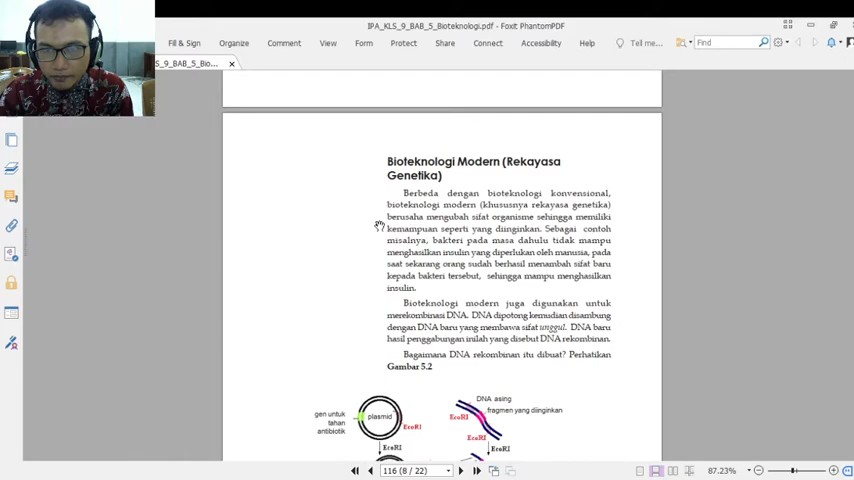 IPA_KLS_9_BAB_5_Bioteknologi.pdf - Foxit PhantomPDF
Fill & Sign Organize Comment View Form Protect Share Connect Accessibility Help Tell me... Find
S_9_BAB_5_Bio...
Bioteknologi Modern (Rekayasa
Genetika)
Berbeda dengan bioteknologi konvensional,
bioteknologi modern (khususnya rekayasa genetika)
berusaha mengubah sifat organisme sehingga memiliki
kemampuan seperti yang diinginkan. Sebagai contoh
misalnya, bakteri pada masa dahulu tidak mampu
menghasilkan insulin yang diperlukan oleh manusia, pada
saat sekarang orang sudah berhasil menambah sifat baru
kepada bakteri tersebut, sehingga mampu menghasilkan
insulin.
Bioteknologi modern juga digunakan untuk
merekombinasi DNA. DNA dipotong kemudian disambung
dengan DNA baru yang membawa sifat unggul. DNA baru
hasil penggabungan inilah yang disebut DNA rekombinan.
Bagaimana DNA rekombinan itu dibuat? Perhatikan
Gambar 5.2
gen untuk
tahan
antibiotik
plasmid
EcoRI
EcoRI
DNA asing
fragmen yang diinginkan
EcoRI
EcoRI
EcoRI
116 (8 / 22)
87.23%